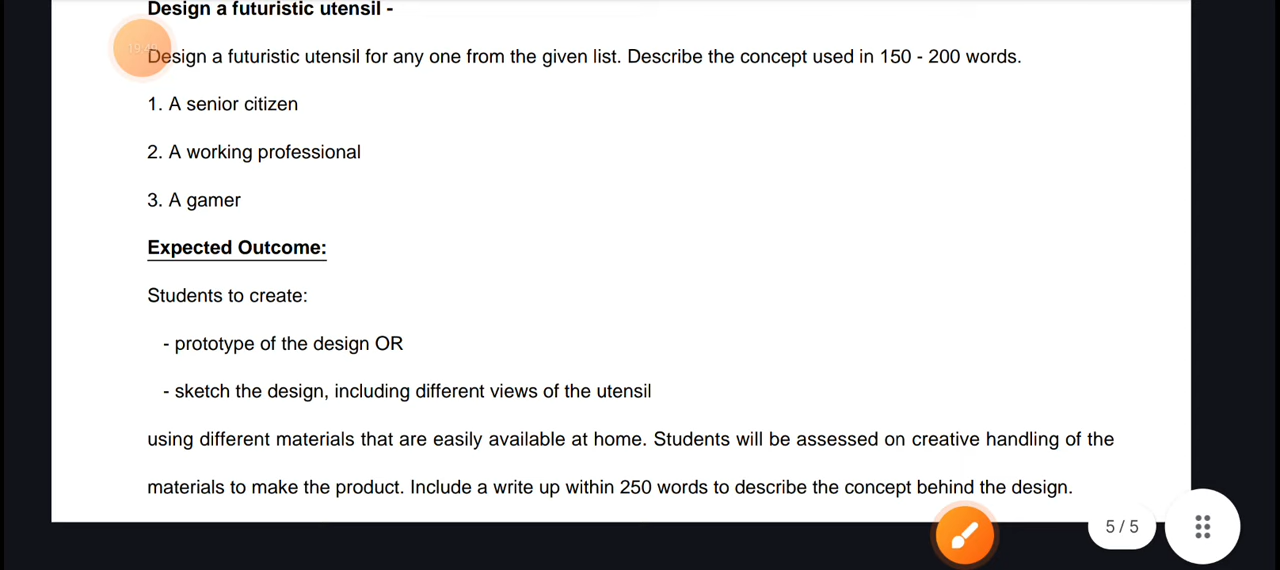 Design a futuristic utensil -
Design a futuristic utensil for any one from the given list. Describe the concept used in 150 - 200 words.
1. A senior citizen
2. A working professional
3. A gamer
Expected Outcome:
Students to create:
- prototype of the design OR
- sketch the design, including different views of the utensil
using different materials that are easily available at home. Students will be assessed on creative handling of the
materials to make the product. Include a write up within 250 words to describe the concept behind the design.
5 / 5